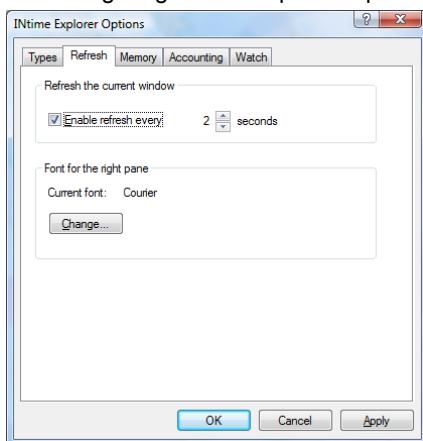 INtime Explorer Options
Types Refresh Memory Accounting Watch
Refresh the current window
Enable refresh every 2 seconds
Font for the right pane
Current font: Courier
Change...
OK Cancel Apply